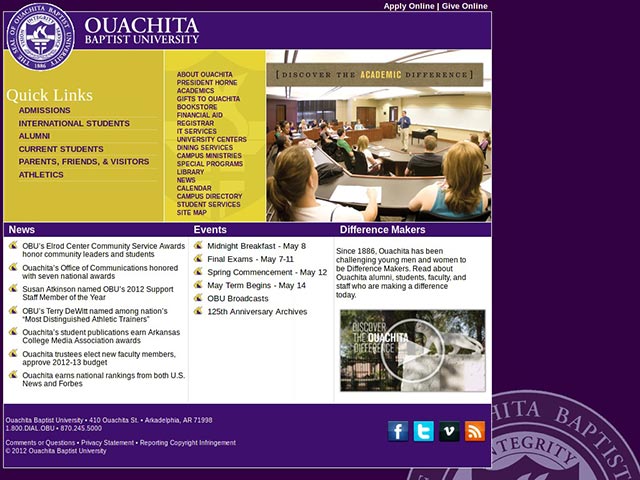 Apply Online | Give Online
THE SEAL OF OUACHITA BAPTIST UNIVERSITY
INTEGRITY
1886
OUACHITA
BAPTIST UNIVERSITY
Quick Links
ADMISSIONS
INTERNATIONAL STUDENTS
ALUMNI
CURRENT STUDENTS
PARENTS, FRIENDS, & VISITORS
ATHLETICS
ABOUT OUACHITA
PRESIDENT HORNE
ACADEMICS
GIFTS TO OUACHITA
BOOKSTORE
FINANCIAL AID
REGISTRAR
IT SERVICES
UNIVERSITY CENTERS
DINING SERVICES
CAMPUS MINISTRIES
SPECIAL PROGRAMS
LIBRARY
NEWS
CALENDAR
CAMPUS DIRECTORY
STUDENT SERVICES
SITE MAP
[ DISCOVER THE ACADEMIC DIFFERENCE ]
News
OBU's Elrod Center Community Service Awards
honor community leaders and students
Ouachita's Office of Communications honored
with seven national awards
Susan Atkinson named OBU's 2012 Support
Staff Member of the Year
OBU's Terry DeWitt named among nation's
"Most Distinguished Athletic Trainers"
Ouachita's student publications earn Arkansas
College Media Association awards
Ouachita trustees elect new faculty members,
approve 2012-13 budget
Ouachita earns national rankings from both U.S.
News and Forbes
Events
Midnight Breakfast - May 8
Final Exams - May 7-11
Spring Commencement - May 12
May Term Begins - May 14
OBU Broadcasts
125th Anniversary Archives
Difference Makers
Since 1886, Ouachita has been
challenging young men and women to
be Difference Makers. Read about
Ouachita alumni, students, faculty, and
staff who are making a difference
today.
DISCOVER
THE OUACHITA
DIFFERENCE
Ouachita Baptist University • 410 Ouachita St. • Arkadelphia, AR 71998
1.800.DIAL.OBU • 870.245.5000
Comments or Questions • Privacy Statement • Reporting Copyright Infringement
© 2012 Ouachita Baptist University
HITA BAPTIST
INTEGRITY